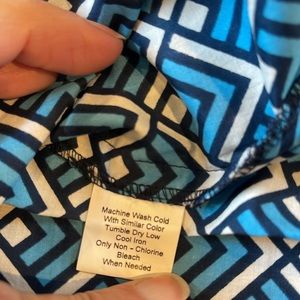 Machine Wash Cold
With Similar Color
Tumble Dry Low
Cool Iron
Only Non - Chlorine
Bleach
When Needed